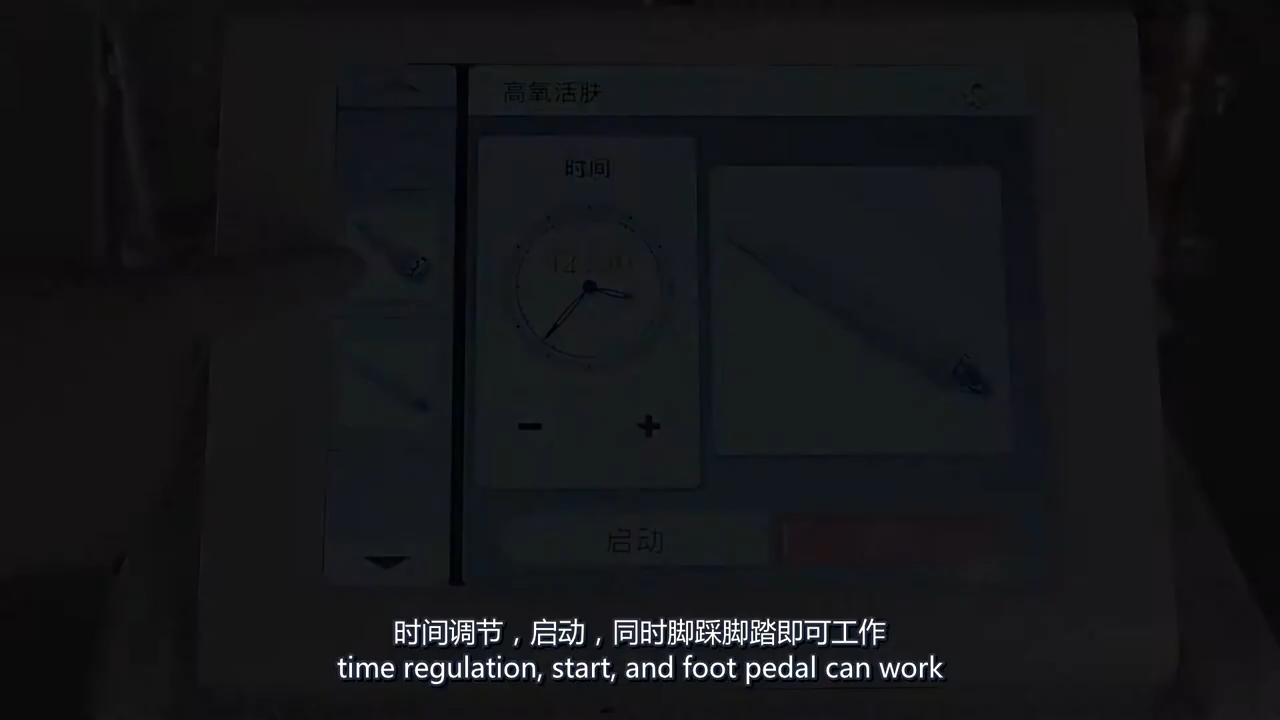 高氧活肤
时间
启动
时间调节，启动，同时脚踩脚踏即可工作
time regulation, start, and foot pedal can work